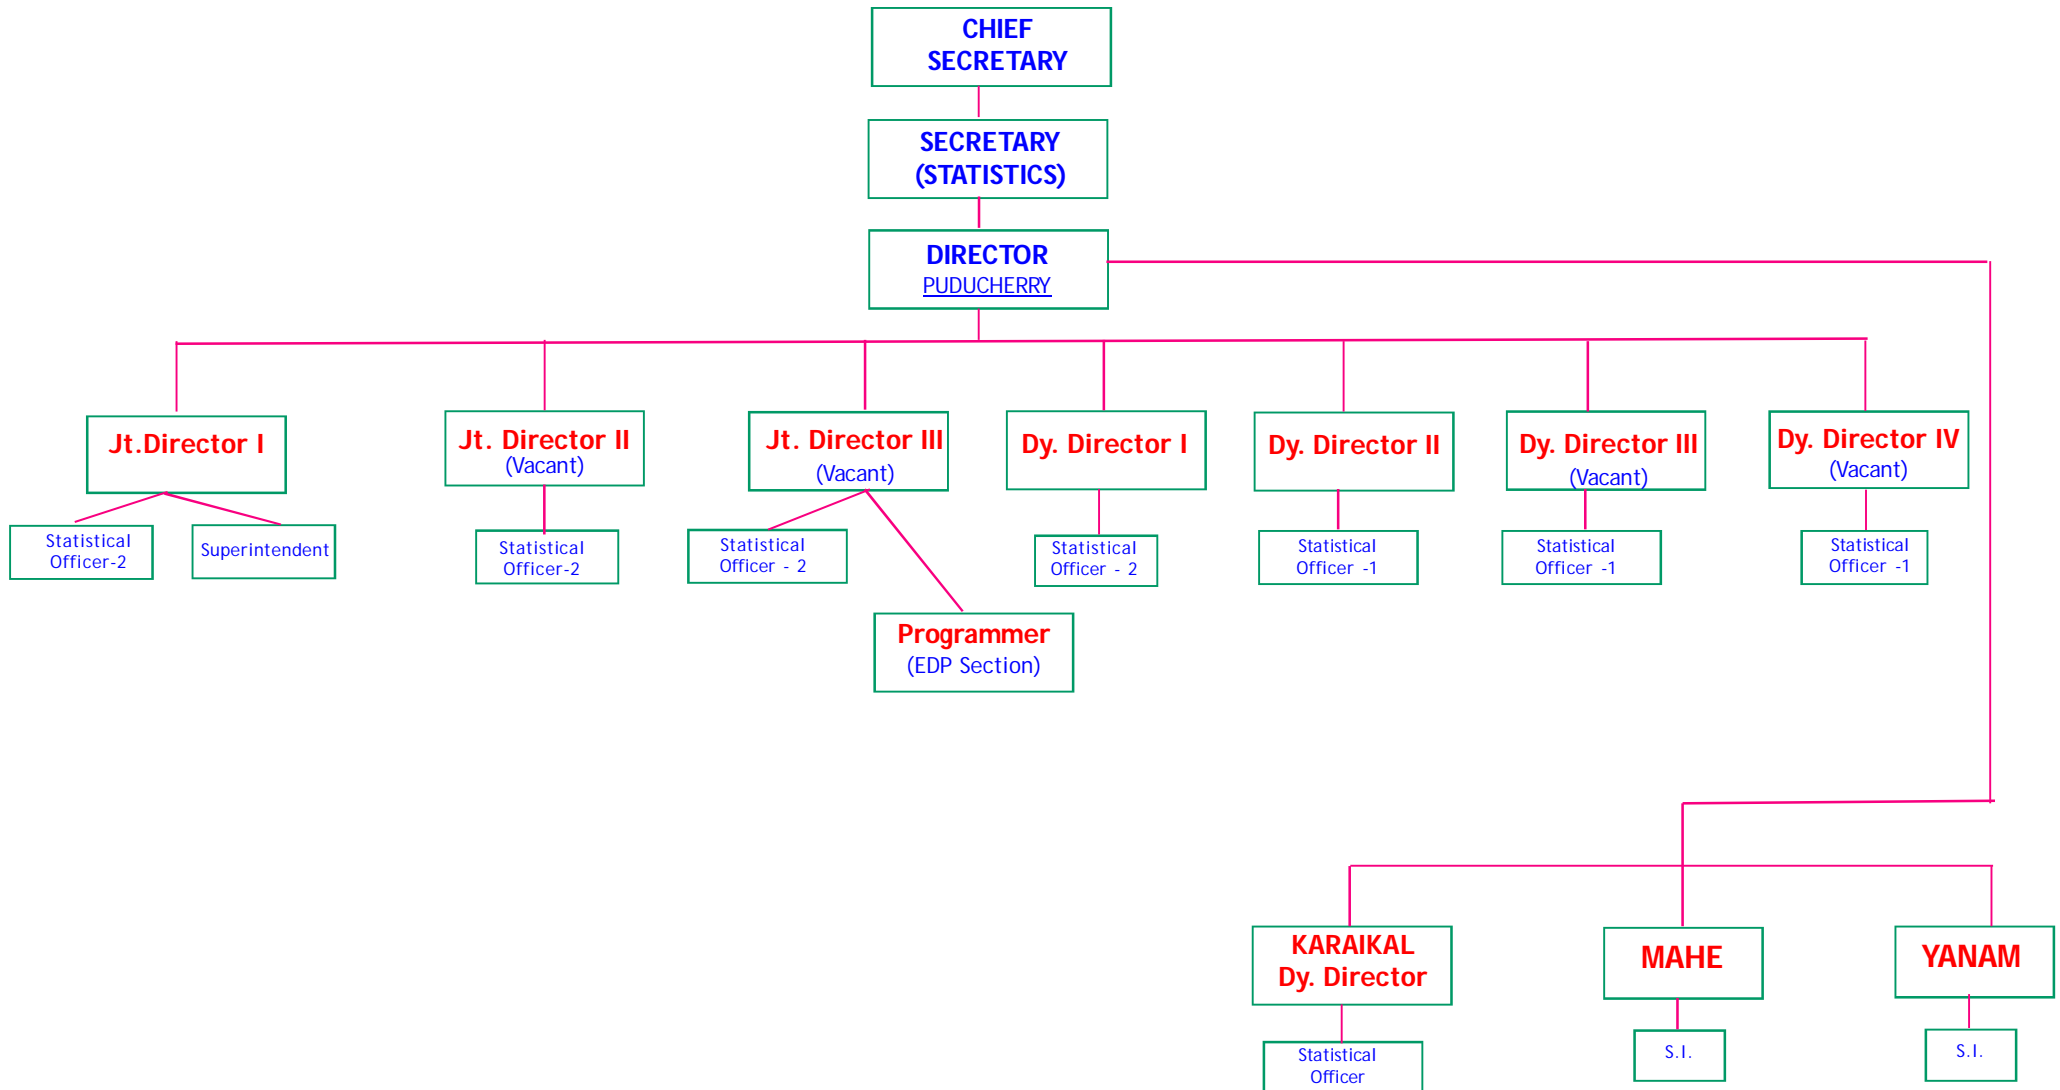 CHIEF
SECRETARY
SECRETARY
(STATISTICS)
DIRECTOR
PUDUCHERRY
Jt.Director I
Jt. Director II
(Vacant)
Jt. Director III
(Vacant)
Dy. Director I
Dy. Director II
Dy. Director III
(Vacant)
Dy. Director IV
(Vacant)
Statistical
Officer-2
Superintendent
Statistical
Officer-2
Statistical
Officer - 2
Statistical
Officer - 2
Statistical
Officer -1
Statistical
Officer -1
Statistical
Officer -1
Programmer
(EDP Section)
KARAIKAL
Dy. Director
MAHE
YANAM
Statistical
Officer
S.I.
S.I.